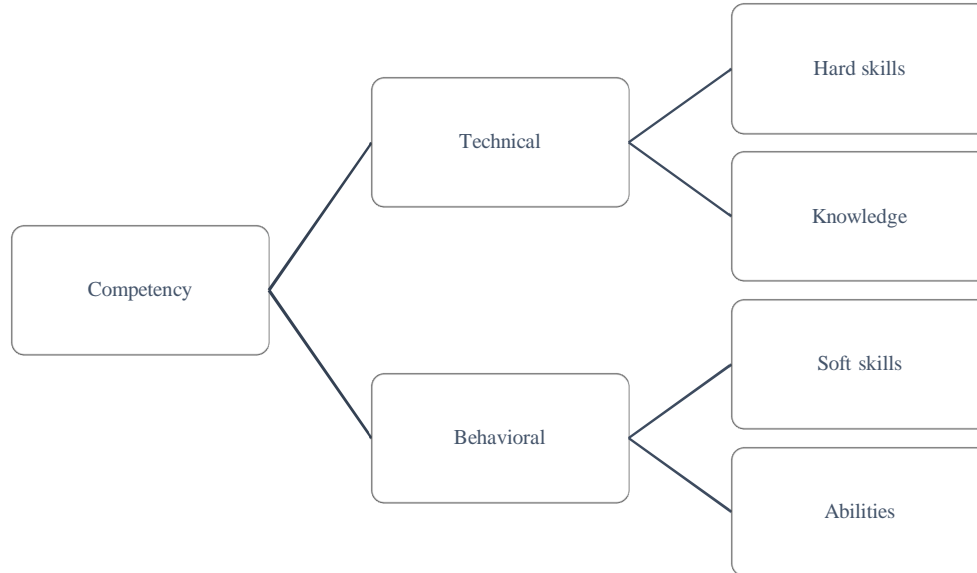 Competency
Technical
Hard skills
Knowledge
Behavioral
Soft skills
Abilities